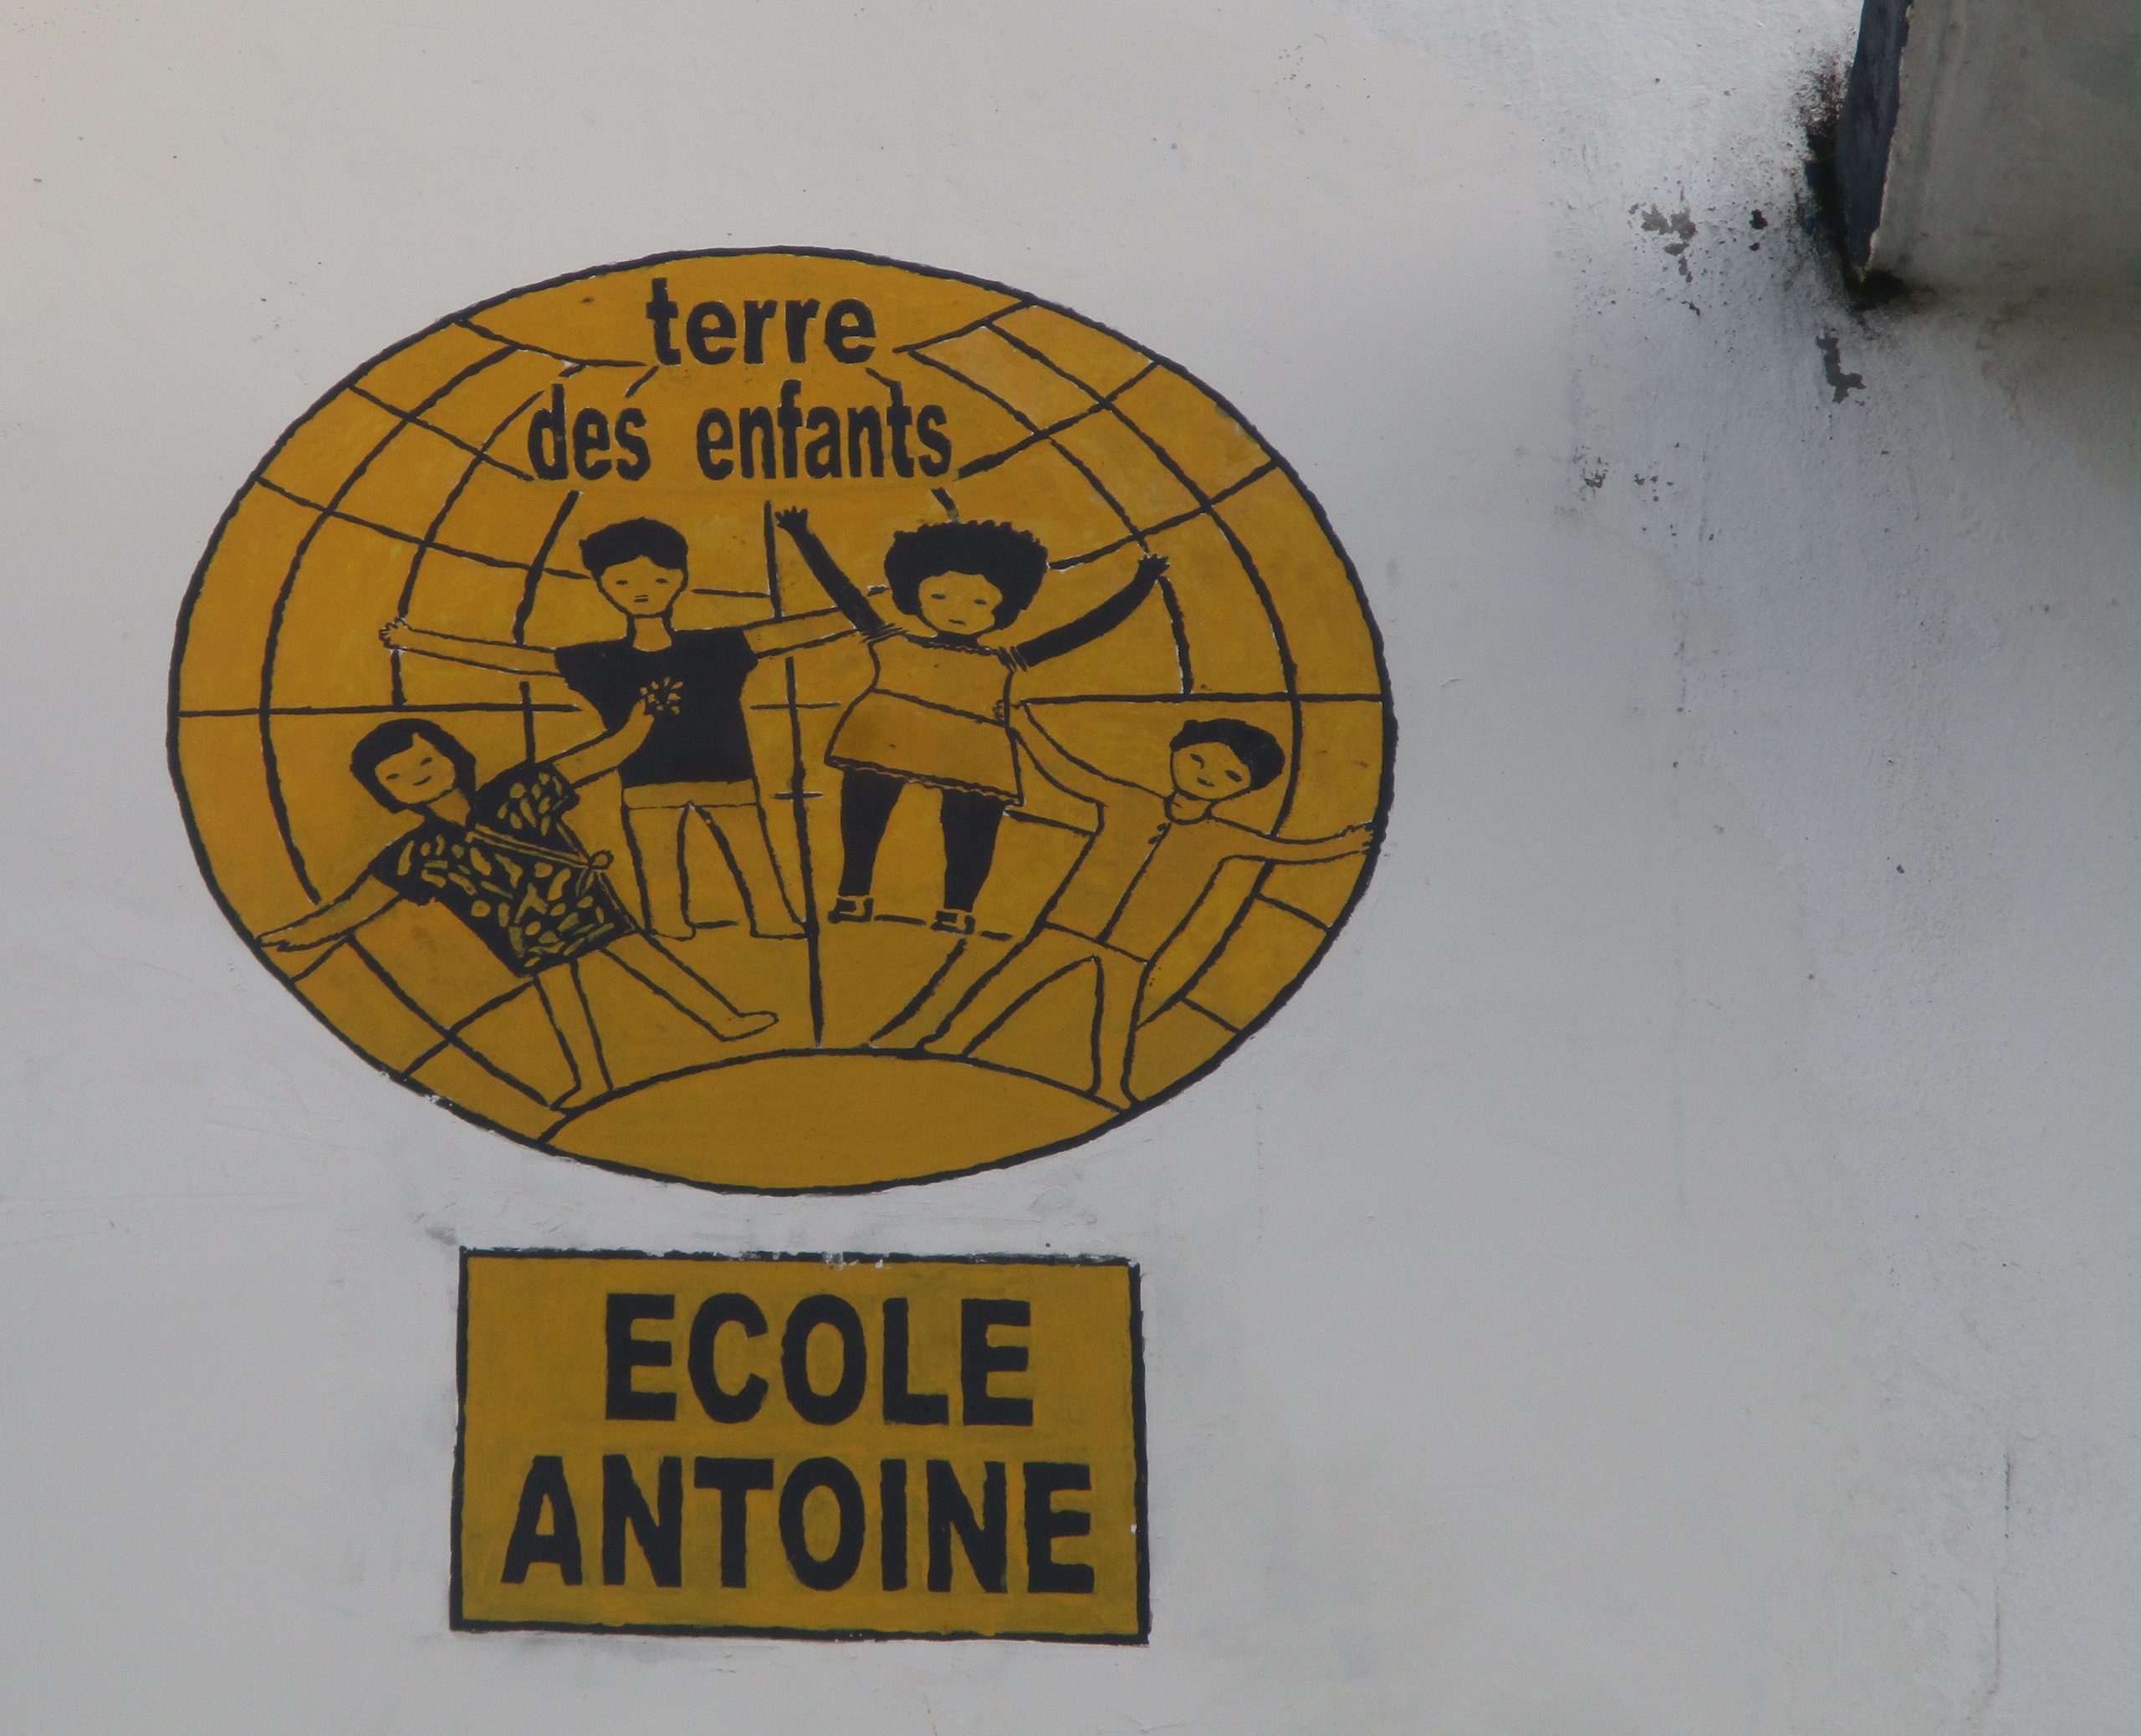 terre
des enfants
ECOLE
ANTOINE